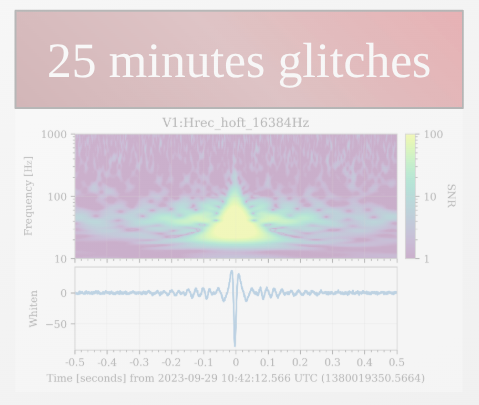 25 minutes glitches
V1:Hrec_hoft_16384Hz
1000
100
10
Frequency [Hz]
100
10
1
SNR
0
−50
Whiten
-0.5 -0.4 -0.3 -0.2 -0.1 0 0.1 0.2 0.3 0.4 0.5
Time [seconds] from 2023-09-29 10:42:12.566 UTC (1380019350.5664)